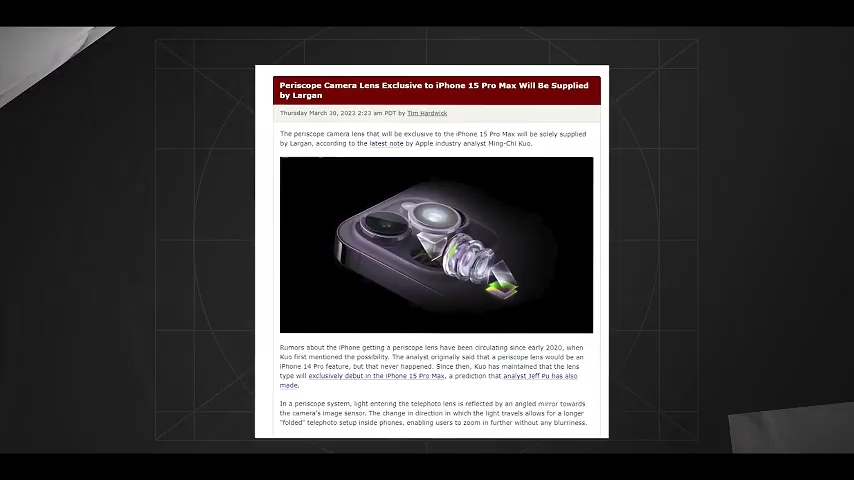 Periscope Camera Lens Exclusive to iPhone 15 Pro Max Will Be Supplied
by Largan
Thursday March 30, 2023 2:23 am PDT by Tim Hardwick
The periscope camera lens that will be exclusive to the iPhone 15 Pro Max will be solely supplied
by Largan, according to the latest note by Apple industry analyst Ming-Chi Kuo.
Rumors about the iPhone getting a periscope lens have been circulating since early 2020, when
Kuo first mentioned the possibility. The analyst originally said that a periscope lens would be an
iPhone 14 Pro feature, but that never happened. Since then, Kuo has maintained that the lens
type will exclusively debut in the iPhone 15 Pro Max, a prediction that analyst Jeff Pu has also
made.
In a periscope system, light entering the telephoto lens is reflected by an angled mirror towards
the camera's image sensor. The change in direction in which the light travels allows for a longer
"folded" telephoto setup inside phones, enabling users to zoom in further without any blurriness.